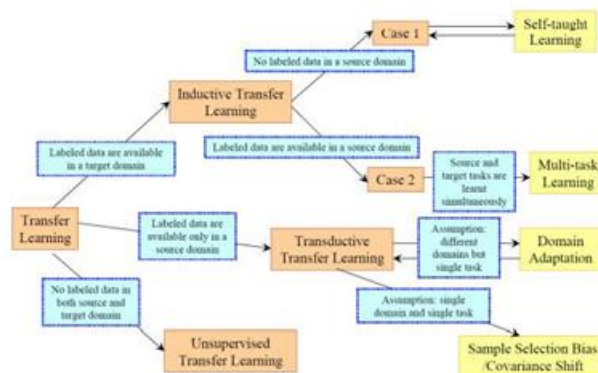 Case 1
Self-taught
Learning
No labeled data in a source domain
Inductive Transfer
Learning
Labeled data are available
in a target domain
Labeled data are available in a source domain
Case 2
Source and
target tasks are
learnt
simultaneously
Multi-task
Learning
Transfer
Learning
Labeled data are
available only in a
source domain
Transductive
Transfer Learning
Assumption:
different
domains but
single task
Domain
Adaptation
No labeled data in
both source and
target domain
Assumption: single
domain and single task
Unsupervised
Transfer Learning
Sample Selection Bias
/Covariance Shift